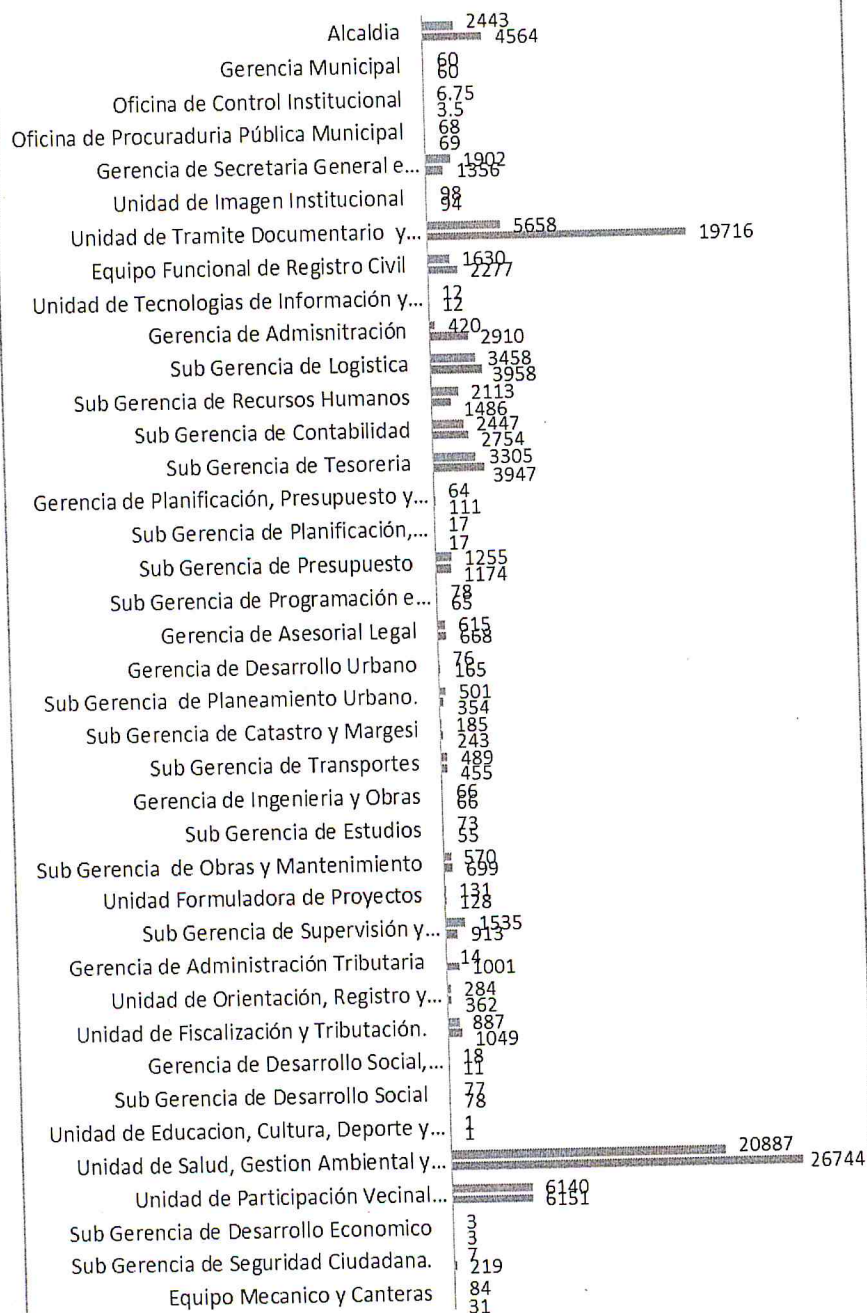 Alcaldia 2443
4564
Gerencia Municipal 60
60
Oficina de Control Institucional 6.75
3.5
Oficina de Procuraduria Pública Municipal 68
69
Gerencia de Secretaria General e... 1902
1356
Unidad de Imagen Institucional 98
94
Unidad de Tramite Documentario y... 5658
19716
Equipo Funcional de Registro Civil 1630
2277
Unidad de Tecnologias de Información y... 12
12
Gerencia de Admisnitración 420
2910
Sub Gerencia de Logistica 3458
3958
Sub Gerencia de Recursos Humanos 2113
1486
Sub Gerencia de Contabilidad 2447
2754
Sub Gerencia de Tesoreria 3305
3947
Gerencia de Planificación, Presupuesto y... 64
111
Sub Gerencia de Planificación,... 17
17
Sub Gerencia de Presupuesto 1255
1174
Sub Gerencia de Programación e... 78
65
Gerencia de Asesorial Legal 615
668
Gerencia de Desarrollo Urbano 76
165
Sub Gerencia de Planeamiento Urbano. 501
354
Sub Gerencia de Catastro y Margesi 185
243
Sub Gerencia de Transportes 489
455
Gerencia de Ingenieria y Obras 66
66
Sub Gerencia de Estudios 73
55
Sub Gerencia de Obras y Mantenimiento 570
699
Unidad Formuladora de Proyectos 131
128
Sub Gerencia de Supervisión y... 1535
913
Gerencia de Administración Tributaria 14
1001
Unidad de Orientación, Registro y... 284
362
Unidad de Fiscalización y Tributación. 887
1049
Gerencia de Desarrollo Social,... 18
11
Sub Gerencia de Desarrollo Social 77
78
Unidad de Educacion, Cultura, Deporte y... 1
1
Unidad de Salud, Gestion Ambiental y... 20887
26744
Unidad de Participación Vecinal... 6140
6151
Sub Gerencia de Desarrollo Economico 3
3
Sub Gerencia de Seguridad Ciudadana. 7
219
Equipo Mecanico y Canteras 84
31